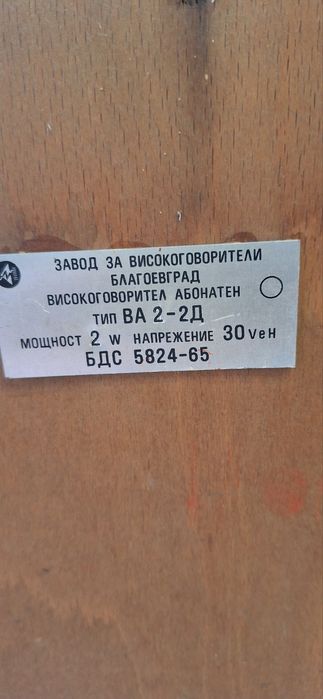 ЗАВОД ЗА ВИСОКОГОВОРИТЕЛИ
БЛАГОЕВГРАД
ВИСОКОГОВОРИТЕЛ АБОНАТЕН
ТИП ВА 2-2Д
МОЩНОСТ 2 W НАПРЕЖЕНИЕ 30 Vен
БДС 5824-65